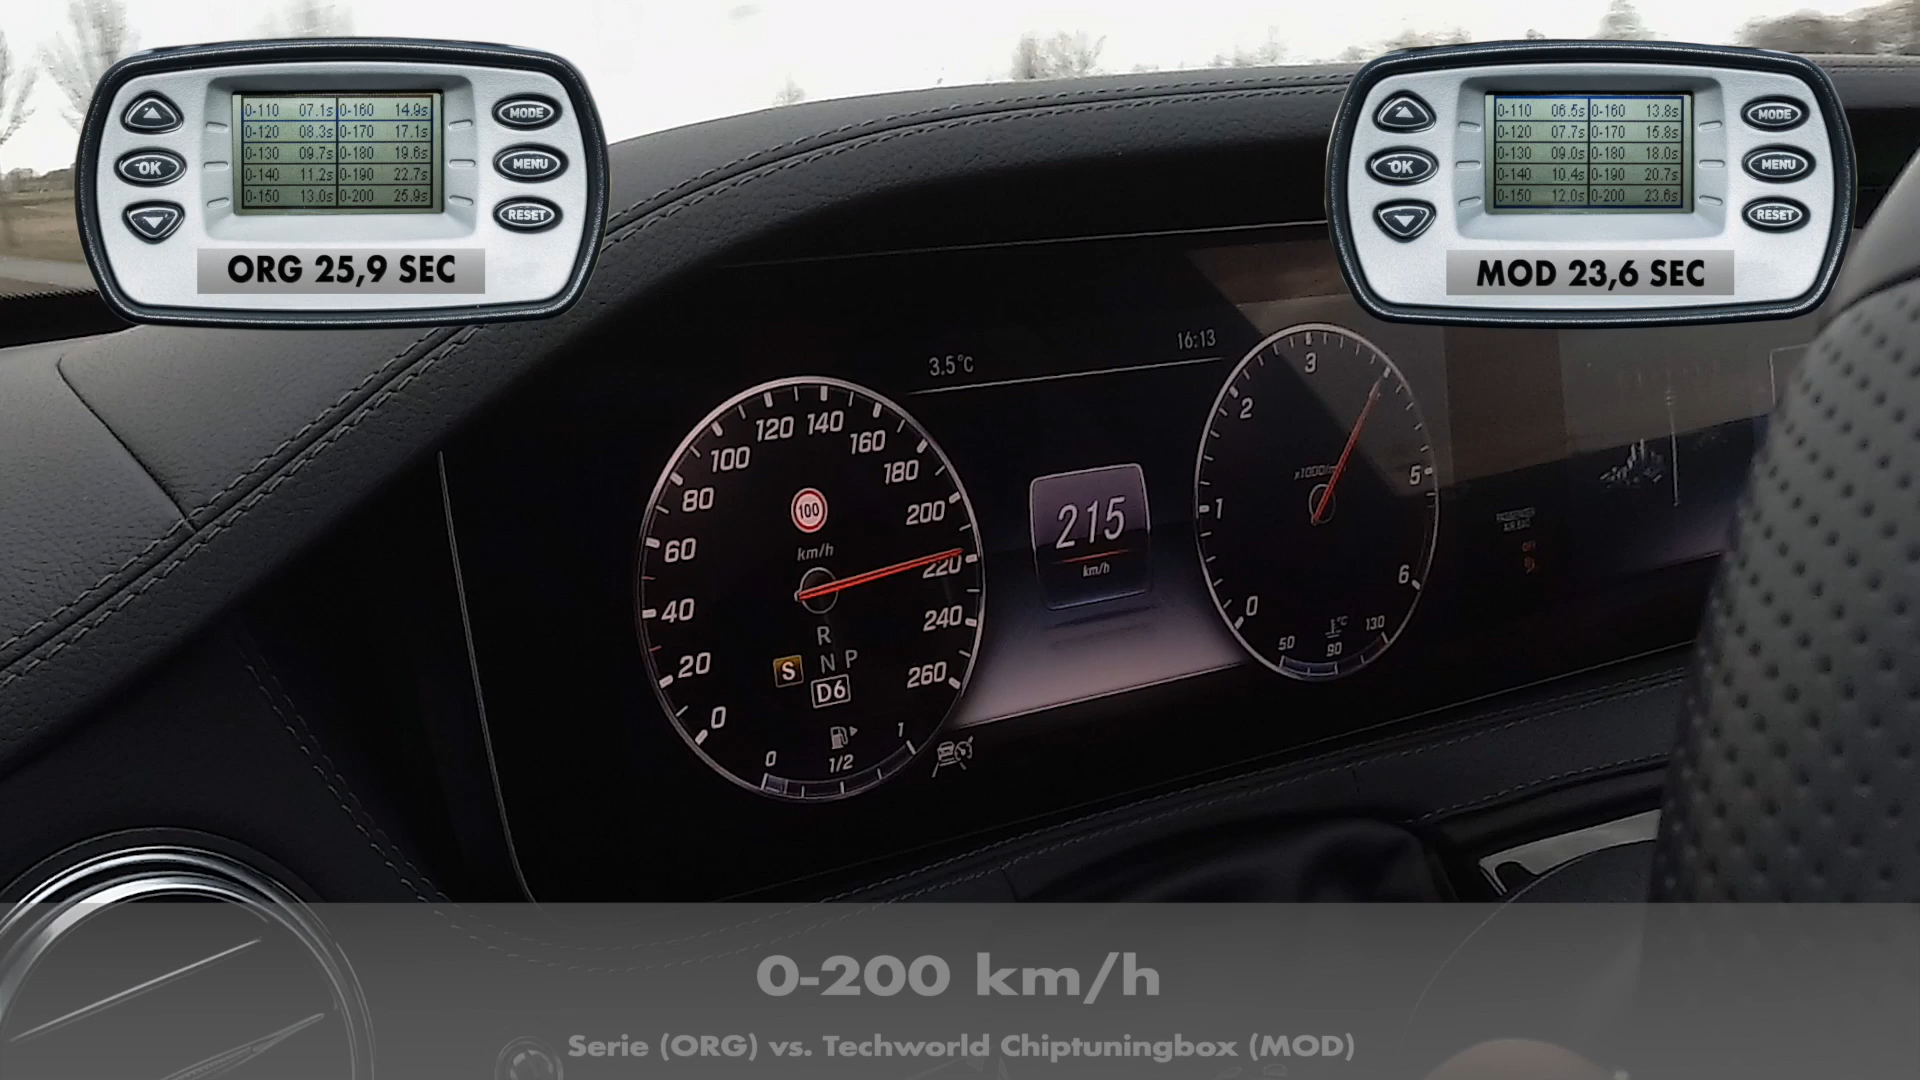 0-110 07.1s 0-160 14.9s
0-120 08.3s 0-170 17.1s
0-130 09.7s 0-180 19.6s
0-140 11.2s 0-190 22.7s
0-150 13.0s 0-200 25.9s
OK
MODE
MENU
RESET
ORG 25,9 SEC
0-110 06.5s 0-160 13.8s
0-120 07.7s 0-170 15.8s
0-130 09.0s 0-180 18.0s
0-140 10.4s 0-190 20.7s
0-150 12.0s 0-200 23.6s
OK
MODE
MENU
RESET
MOD 23,6 SEC
3.5°C
16:13
0
20
40
60
80
100
120
140
160
180
200
220
240
260
100
km/h
R
N P
S
D6
0
1/2
1
215
km/h
0
1
2
3
5
6
x1000/
°C
50
90
130
PASSENGER
AIR BAG
OFF
0-200 km/h
Serie (ORG) vs. Techworld Chiptuningbox (MOD)